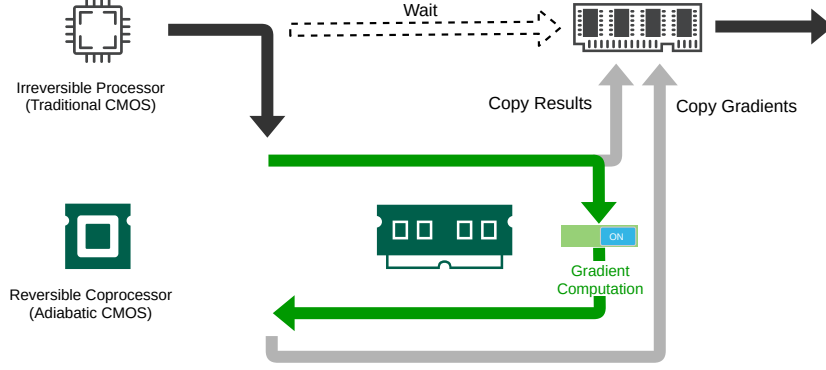 Wait
Irreversible Processor
(Traditional CMOS)
Copy Results
Copy Gradients
ON
Gradient
Computation
Reversible Coprocessor
(Adiabatic CMOS)